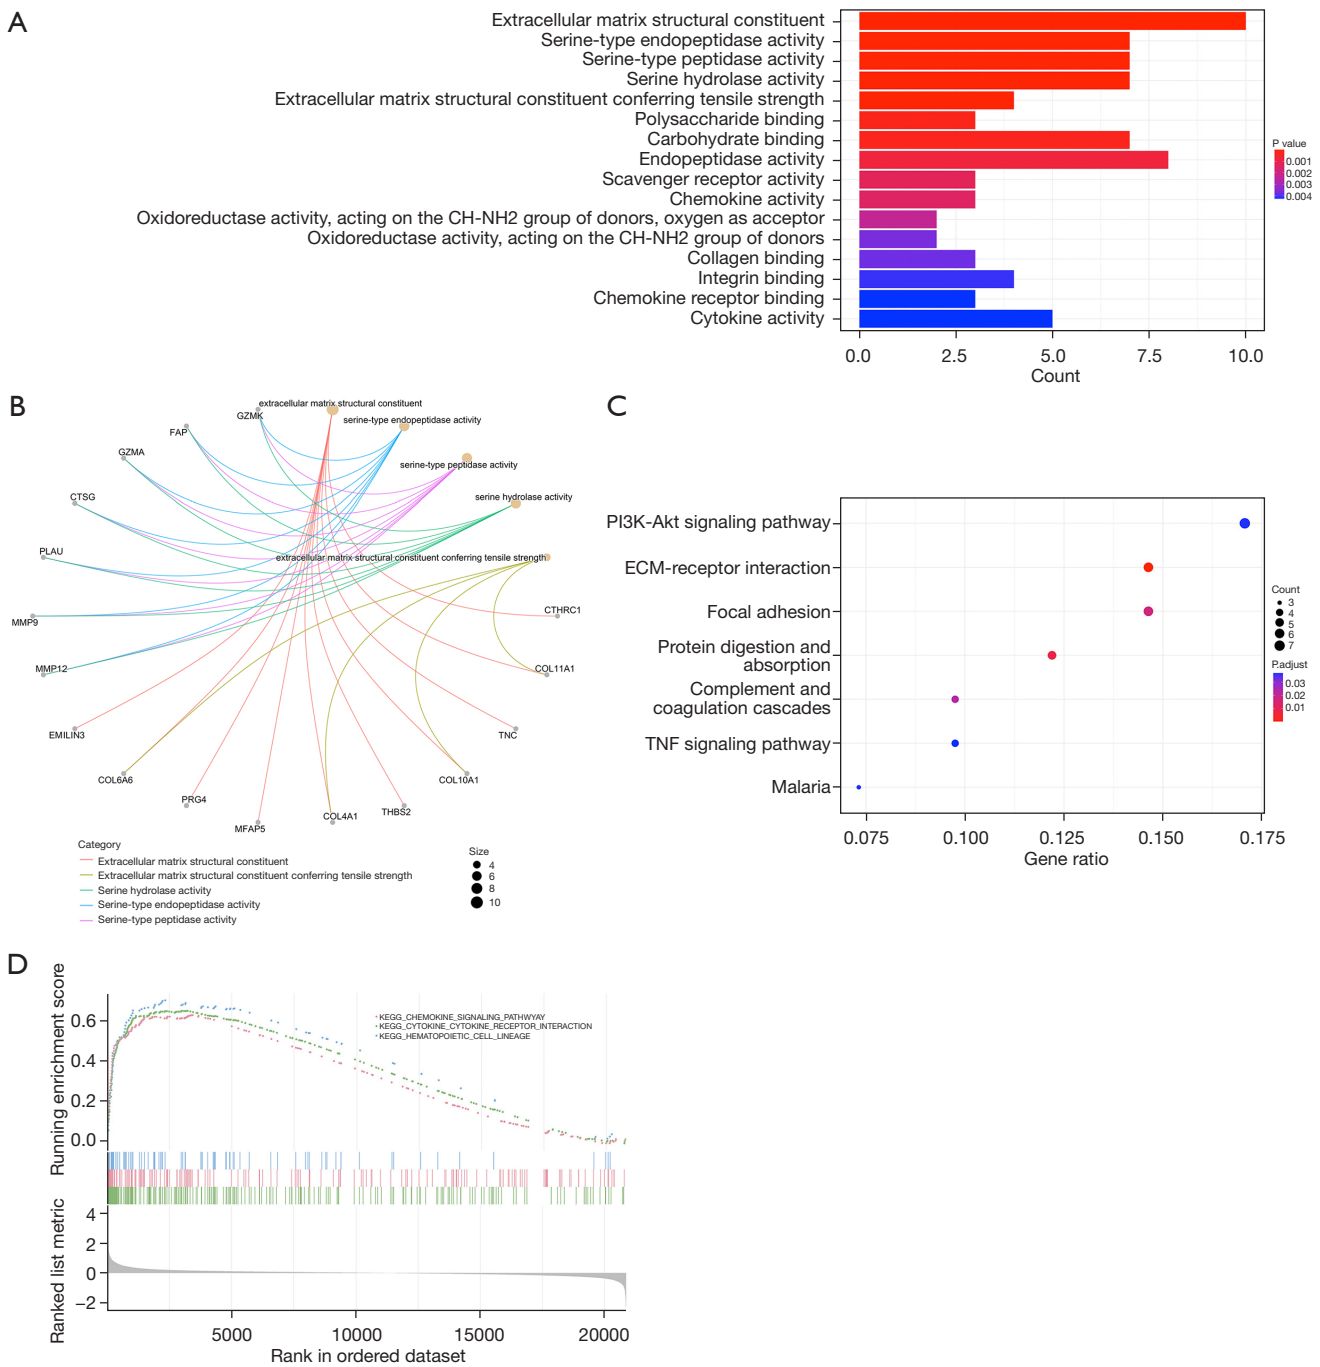 A
Extracellular matrix structural constituent
Serine-type endopeptidase activity
Serine-type peptidase activity
Serine hydrolase activity
Extracellular matrix structural constituent conferring tensile strength
Polysaccharide binding
Carbohydrate binding
Endopeptidase activity
Scavenger receptor activity
Chemokine activity
Oxidoreductase activity, acting on the CH-NH2 group of donors, oxygen as acceptor
Oxidoreductase activity, acting on the CH-NH2 group of donors
Collagen binding
Integrin binding
Chemokine receptor binding
Cytokine activity
0.0 2.5 5.0 7.5 10.0
Count
P value
0.001
0.002
0.003
0.004
B
extracellular matrix structural constituent
GZMK
serine-type endopeptidase activity
FAP
GZMA
serine-type peptidase activity
CTSG
serine hydrolase activity
PLAU
extracellular matrix structural constituent conferring tensile strength
MMP9
CTHRC1
MMP12
COL11A1
EMILIN3
TNC
COL6A6
COL10A1
PRG4
THBS2
MFAP5
COL4A1
Category
Extracellular matrix structural constituent
Extracellular matrix structural constituent conferring tensile strength
Serine hydrolase activity
Serine-type endopeptidase activity
Serine-type peptidase activity
Size
4
6
8
10
C
PI3K-Akt signaling pathway
ECM-receptor interaction
Focal adhesion
Protein digestion and
absorption
Complement and
coagulation cascades
TNF signaling pathway
Malaria
0.075 0.100 0.125 0.150 0.175
Gene ratio
Count
3
4
5
6
7
P.adjust
0.03
0.02
0.01
D
Running enrichment score
0.6
0.4
0.2
0.0
KEGG_CHEMOKINE_SIGNALING_PATHWYAY
KEGG_CYTOKINE_CYTOKINE_RECEPTOR_INTERACTION
KEGG_HEMATOPOIETIC_CELL_LINEAGE
Ranked list metric
4
2
0
−2
5000 10000 15000 20000
Rank in ordered dataset